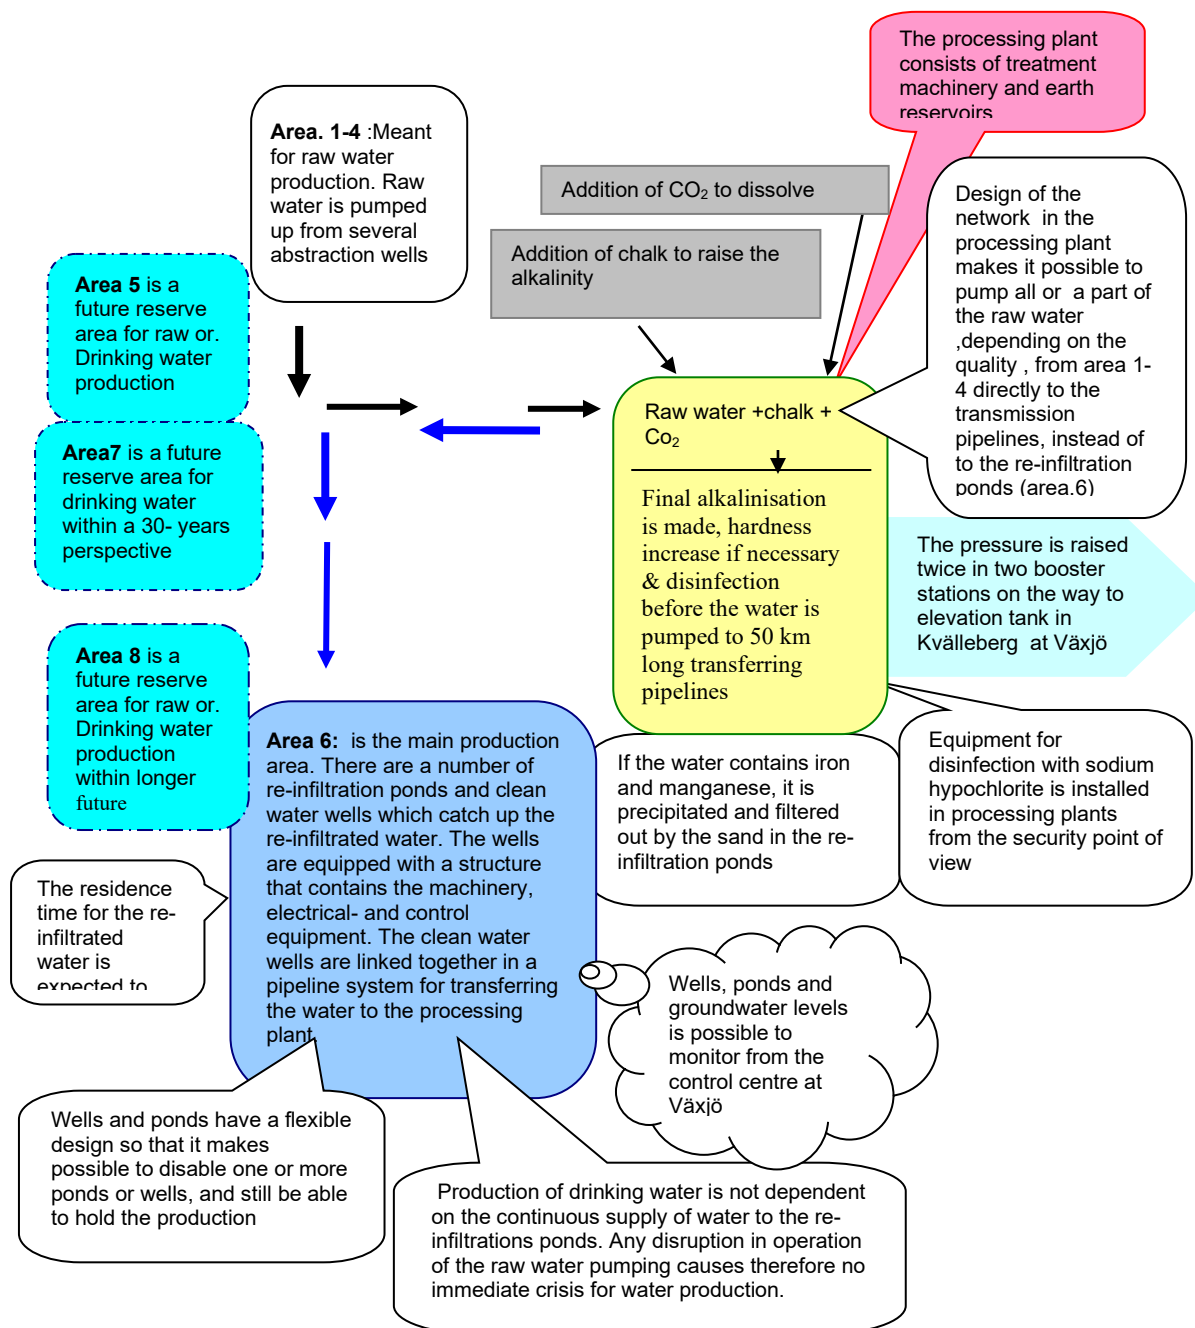 The processing plant
consists of treatment
machinery and earth
reservoirs
Area. 1-4 :Meant
for raw water
production. Raw
water is pumped
up from several
abstraction wells
Addition of CO₂ to dissolve
Addition of chalk to raise the
alkalinity
Design of the
network in the
processing plant
makes it possible to
pump all or a part of
the raw water
,depending on the
quality , from area 1-
4 directly to the
transmission
pipelines, instead of
to the re-infiltration
ponds (area.6)
Area 5 is a
future reserve
area for raw or.
Drinking water
production
Raw water +chalk +
Co₂
Area7 is a future
reserve area for
drinking water
within a 30- years
perspective
Final alkalinisation
is made, hardness
increase if necessary
& disinfection
before the water is
pumped to 50 km
long transferring
pipelines
The pressure is raised
twice in two booster
stations on the way to
elevation tank in
Kvälleberg at Växjö
Area 8 is a
future reserve
area for raw or.
Drinking water
production
within longer
future
Area 6: is the main production
area. There are a number of
re-infiltration ponds and clean
water wells which catch up the
re-infiltrated water. The wells
are equipped with a structure
that contains the machinery,
electrical- and control
equipment. The clean water
wells are linked together in a
pipeline system for transferring
the water to the processing
plant
If the water contains iron
and manganese, it is
precipitated and filtered
out by the sand in the re-
infiltration ponds
Equipment for
disinfection with sodium
hypochlorite is installed
in processing plants
from the security point of
view
The residence
time for the re-
infiltrated
water is
expected to
Wells, ponds and
groundwater levels
is possible to
monitor from the
control centre at
Växjö
Wells and ponds have a flexible
design so that it makes
possible to disable one or more
ponds or wells, and still be able
to hold the production
Production of drinking water is not dependent
on the continuous supply of water to the re-
infiltrations ponds. Any disruption in operation
of the raw water pumping causes therefore no
immediate crisis for water production.